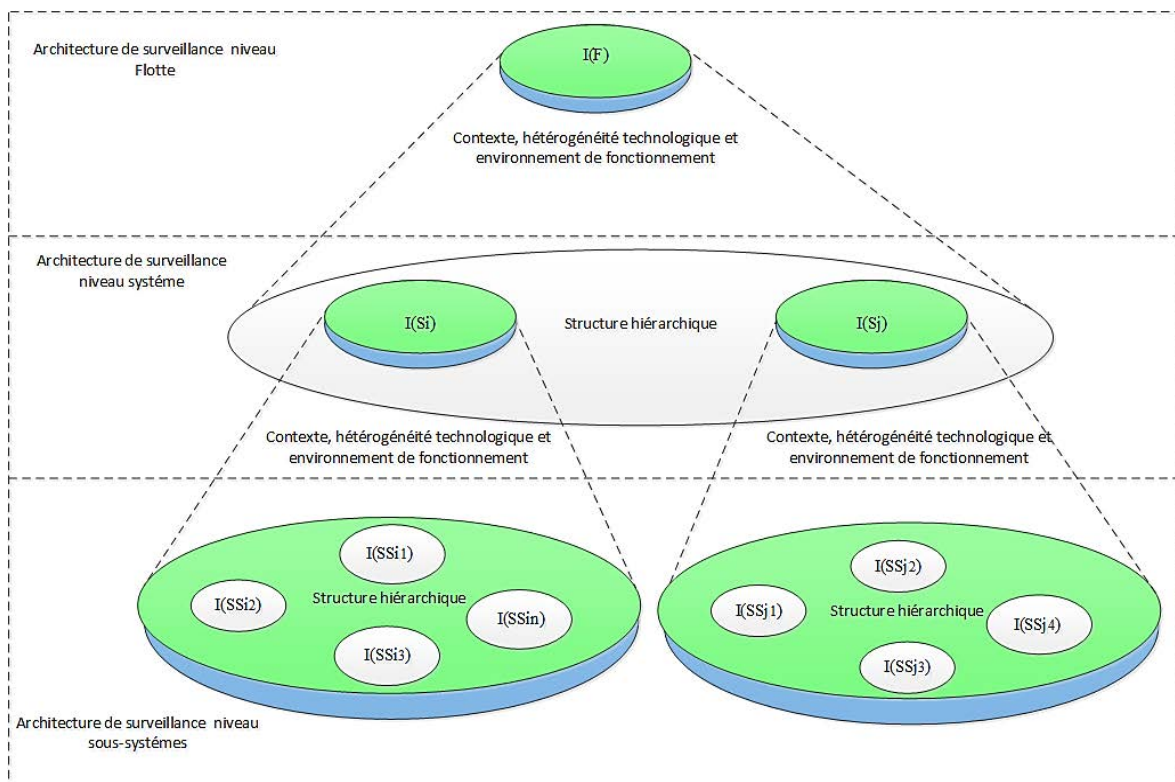 Architecture de surveillance niveau
Flotte
I(F)
Contexte, hétérogénéité technologique et
environnement de fonctionnement
Architecture de surveillance
niveau systéme
I(Si)
Structure hiérarchique
I(Sj)
Contexte, hétérogénéité technologique et
environnement de fonctionnement
Contexte, hétérogénéité technologique et
environnement de fonctionnement
I(SSi1)
I(SSi2)
Structure hiérarchique
I(SSin)
I(SSi3)
I(SSj2)
I(SSj1)
Structure hiérarchique
I(SSj4)
I(SSj3)
Architecture de surveillance niveau
sous-systémes